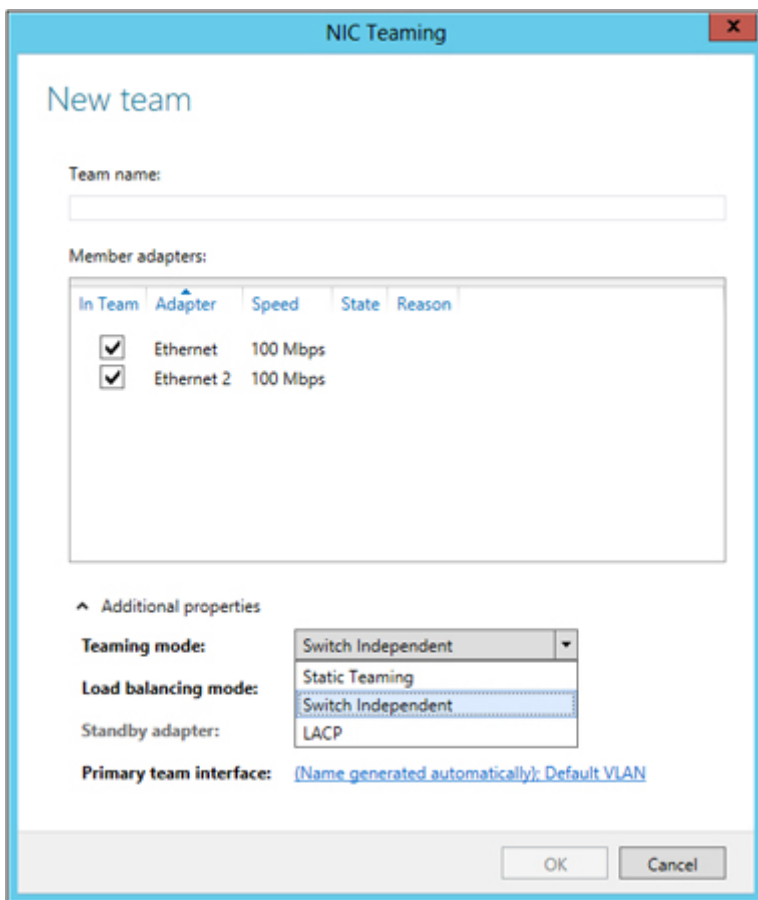 NIC Teaming
x
New team
Team name:
Member adapters:
In Team Adapter Speed State Reason
Ethernet 100 Mbps
Ethernet 2 100 Mbps
Additional properties
Teaming mode: Switch Independent
Static Teaming
Load balancing mode: Switch Independent
Standby adapter: LACP
Primary team interface: (Name generated automatically); Default VLAN
OK Cancel